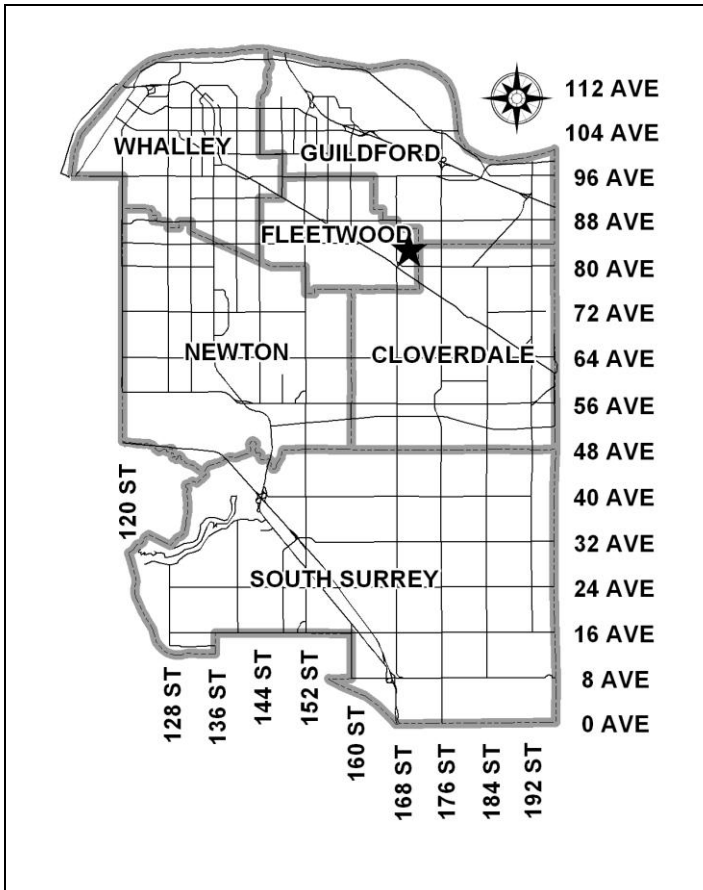 112 AVE
104 AVE
WHALLEY
GUILDFORD
96 AVE
88 AVE
FLEETWOOD
80 AVE
72 AVE
NEWTON
CLOVERDALE
64 AVE
56 AVE
48 AVE
120 ST
40 AVE
32 AVE
SOUTH SURREY
24 AVE
16 AVE
128 ST
136 ST
144 ST
152 ST
160 ST
8 AVE
0 AVE
168 ST
176 ST
184 ST
192 ST